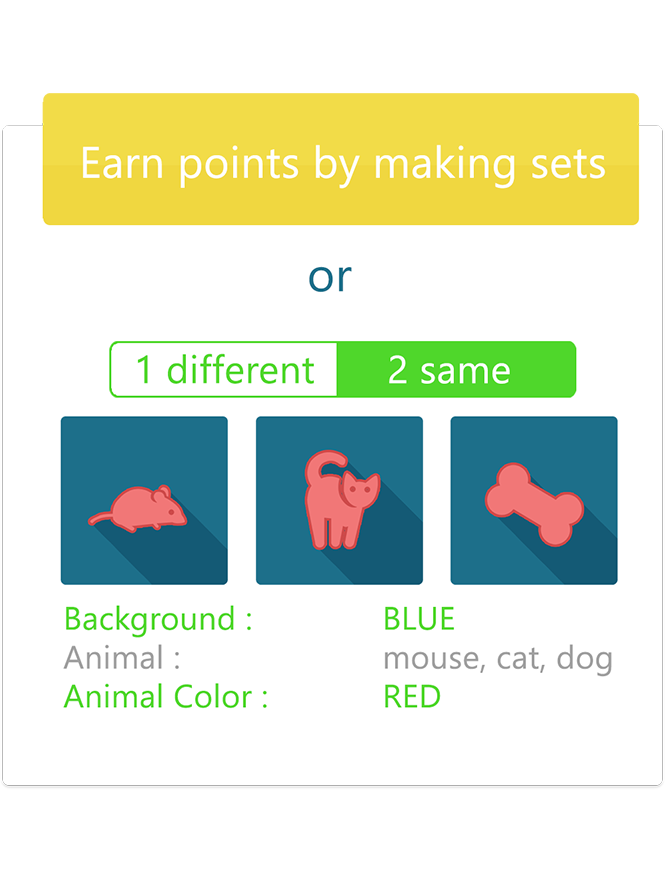 Earn points by making sets
or
1 different 2 same
Background : BLUE
Animal : mouse, cat, dog
Animal Color : RED